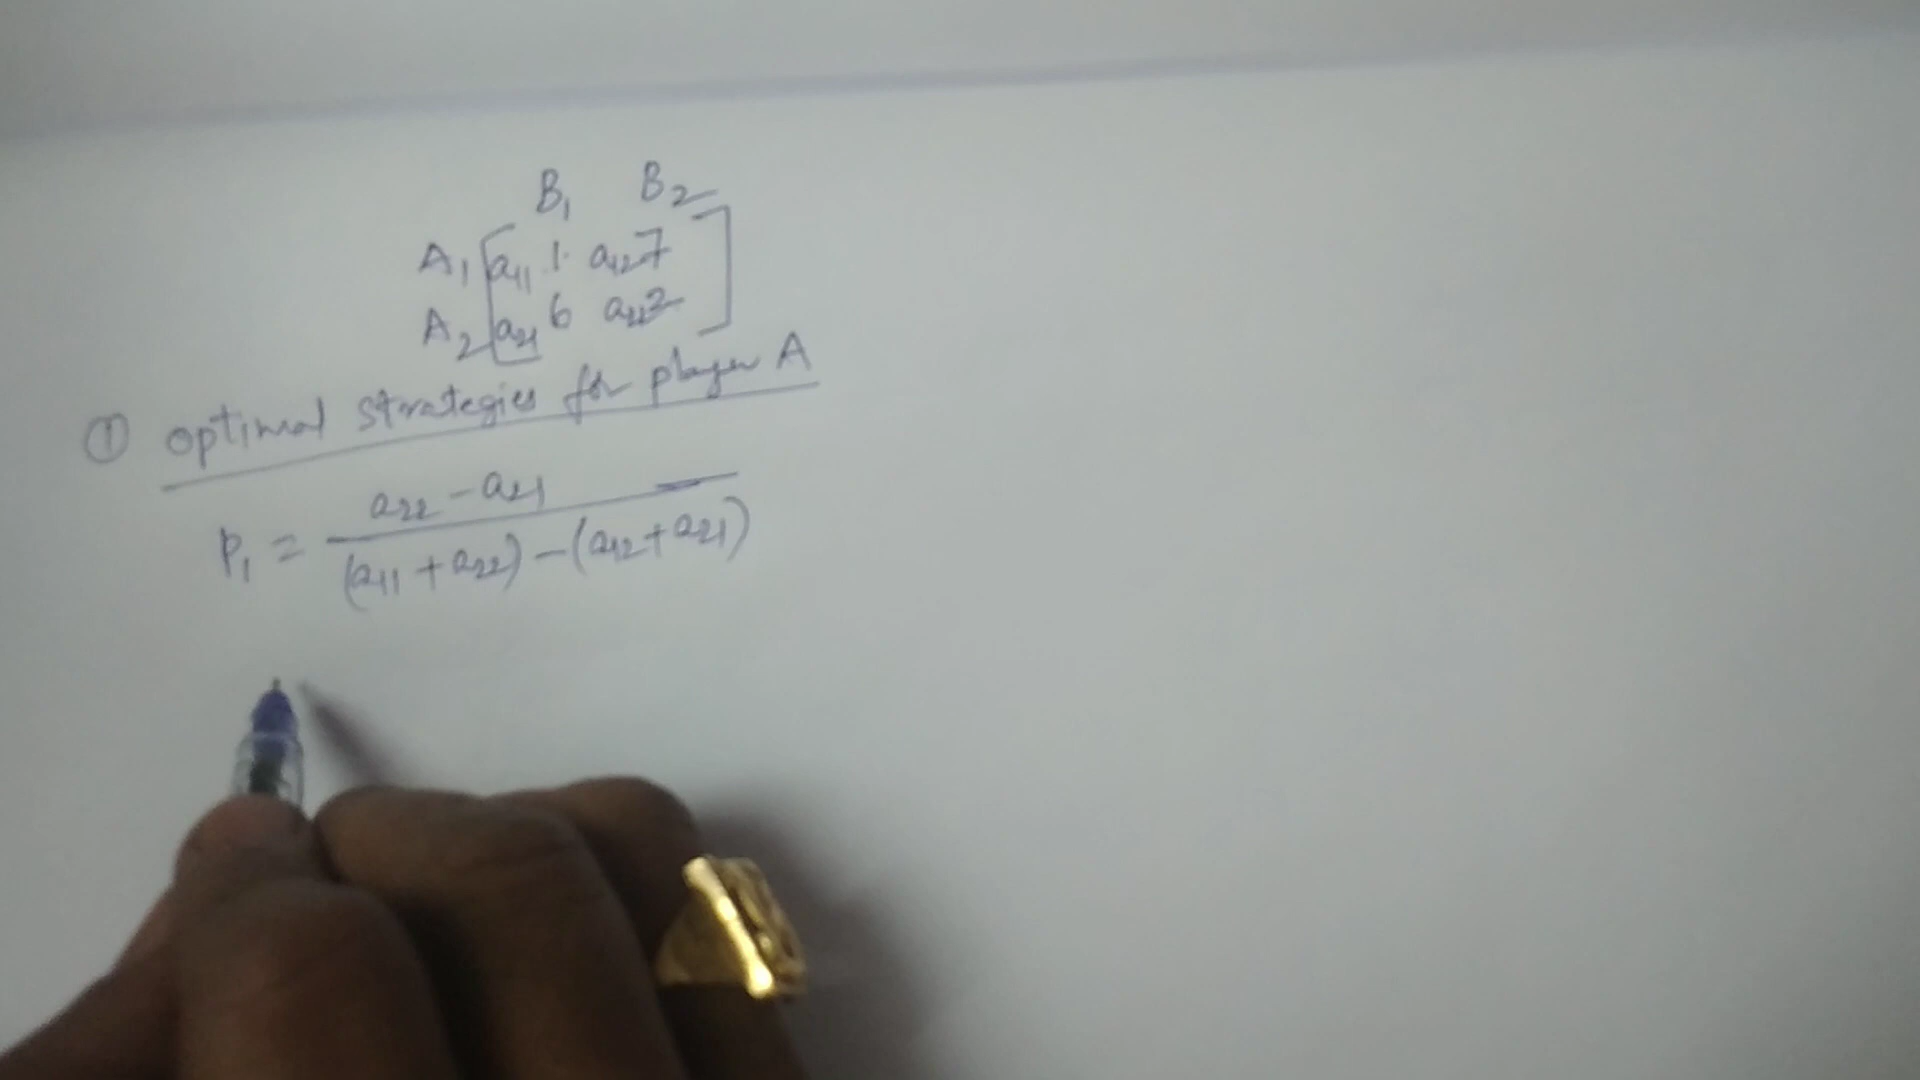 B₁ B₂
A₁ [a₁₁ 1 a₁₂ 7]
A₂ [a₂₁ 6 a₂₂ 2]
① optimal strategies for player A
P₁ = (a₂₂ - a₂₁) / ((a₁₁ + a₂₂) - (a₁₂ + a₂₁))